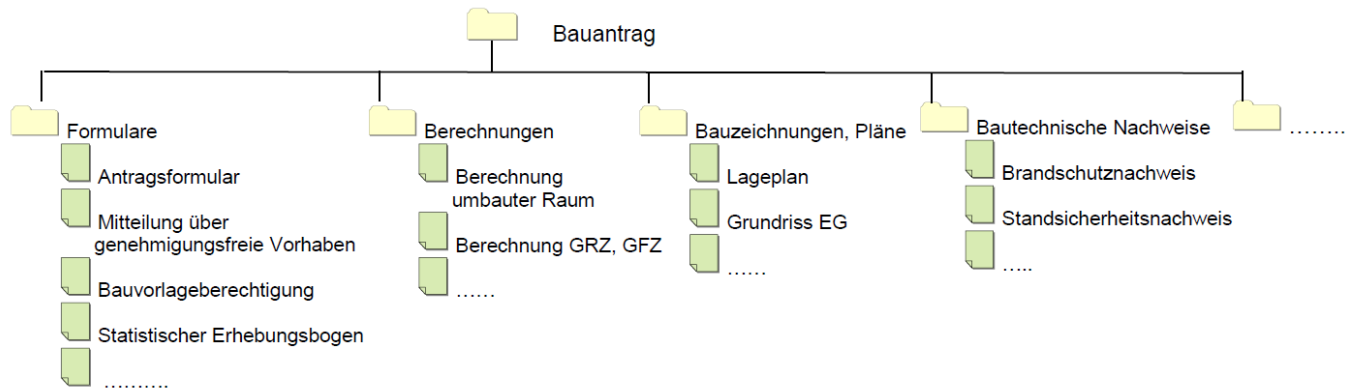 Bauantrag
Formulare
Antragsformular
Mitteilung über
genehmigungsfreie Vorhaben
Bauvorlageberechtigung
Statistischer Erhebungsbogen
……….
Berechnungen
Berechnung
umbauter Raum
Berechnung GRZ, GFZ
……
Bauzeichnungen, Pläne
Lageplan
Grundriss EG
……
Bautechnische Nachweise
Brandschutznachweis
Standsicherheitsnachweis
…..
……..